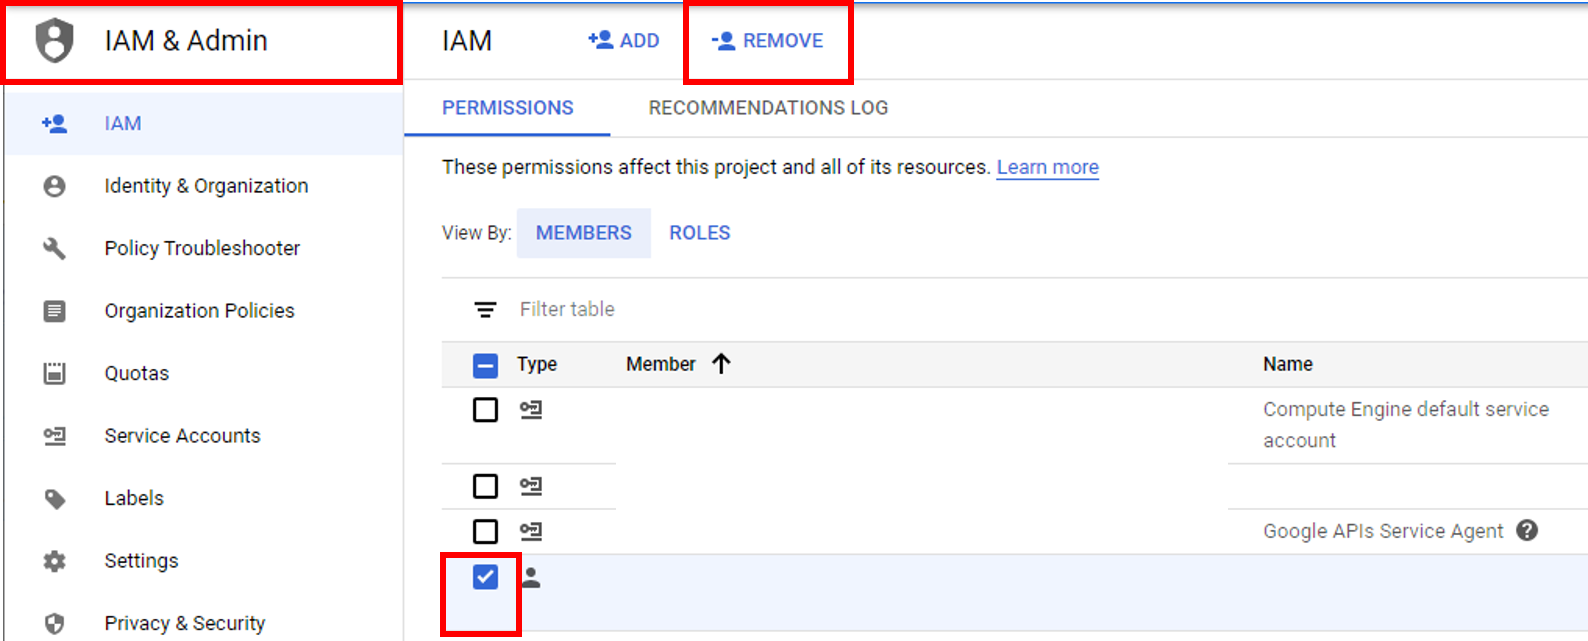 IAM & Admin
IAM
ADD
REMOVE
PERMISSIONS
RECOMMENDATIONS LOG
IAM
Identity & Organization
Policy Troubleshooter
Organization Policies
Quotas
Service Accounts
Labels
Settings
Privacy & Security
These permissions affect this project and all of its resources. Learn more
View By: MEMBERS ROLES
Filter table
Type Member Name
Compute Engine default service
account
Google APIs Service Agent